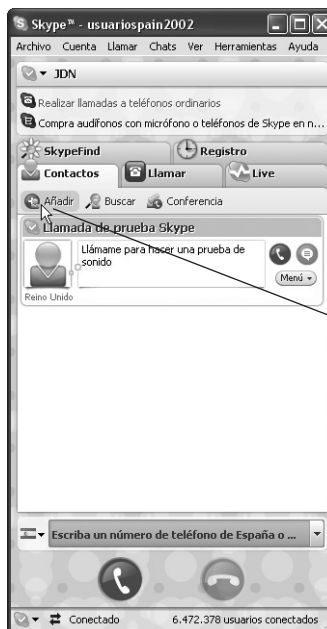 Skype™ - usuariospain2002
Archivo Cuenta Llamar Chats Ver Herramientas Ayuda
JDN
Realizar llamadas a teléfonos ordinarios
Compra audífonos con micrófono o teléfonos de Skype en n...
SkypeFind Registro
Contactos Llamar Live
Añadir Buscar Conferencia
Llamada de prueba Skype
Llámame para hacer una prueba de
sonido
Menú
Reino Unido
Escriba un número de teléfono de España o ...
Conectado 6.472.378 usuarios conectados